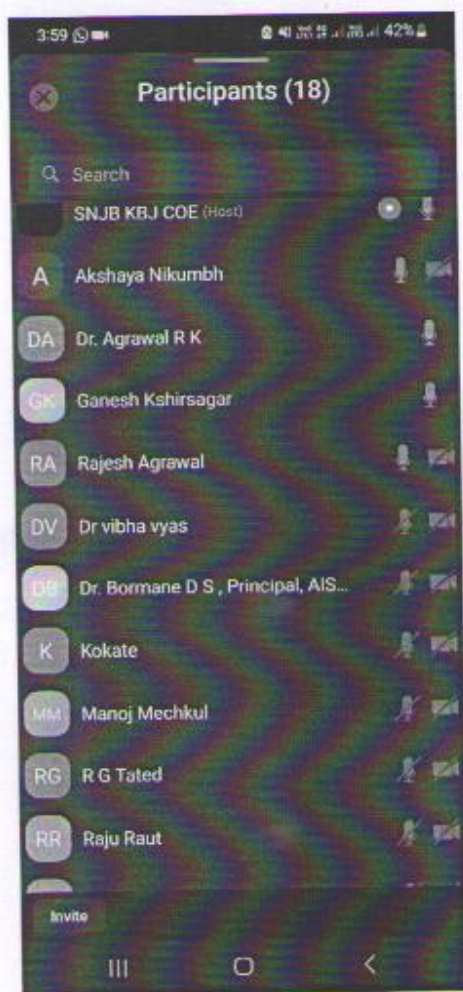 3:59
42%
Participants (18)
Search
SNJB KBJ COE (Host)
A Akshaya Nikumbh
DA Dr. Agrawal R K
GK Ganesh Kshirsagar
RA Rajesh Agrawal
DV Dr vibha vyas
DB Dr. Bormane D S , Principal, AIS...
K Kokate
MM Manoj Mechkul
RG R G Tated
RR Raju Raut
Invite